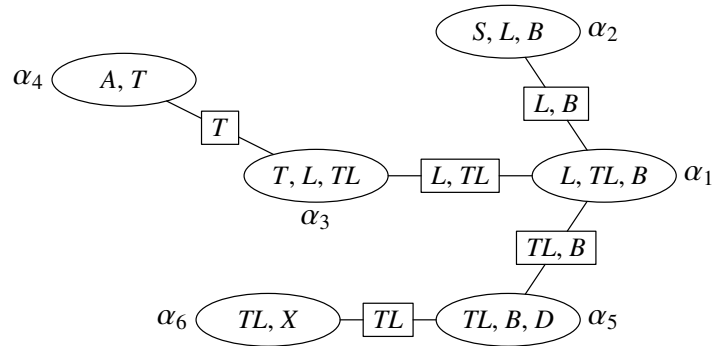 S, L, B
α2
α4
A, T
L, B
T
T, L, TL
L, TL
L, TL, B
α1
α3
TL, B
α6
TL, X
TL
TL, B, D
α5